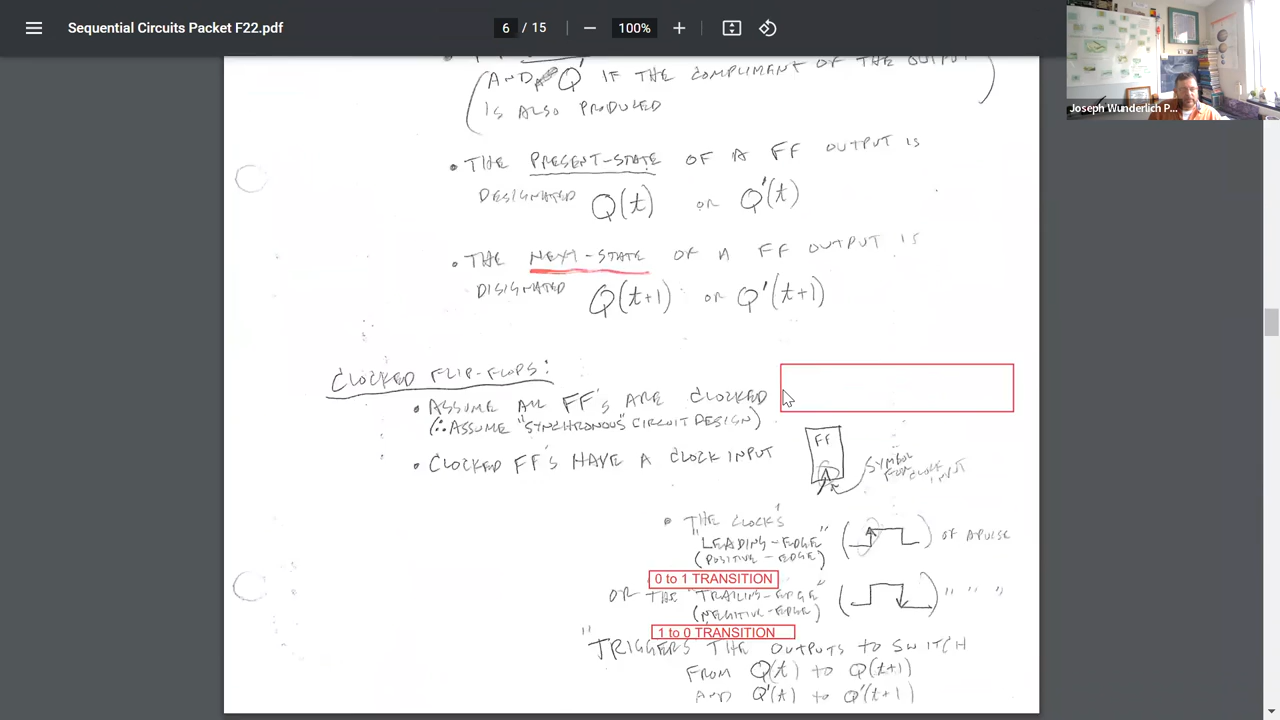 Sequential Circuits Packet F22.pdf
6 / 15
100%
Joseph Wunderlich P...
(AND Q' IF THE COMPLIMENT OF THE OUTPUT
IS ALSO PRODUCED)
• THE PRESENT-STATE OF A FF OUTPUT IS
DESIGNATED Q(t) OR Q'(t)
• THE NEXT-STATE OF A FF OUTPUT IS
DISIGNATED Q(t+1) OR Q'(t+1)
CLOCKED FLIP-FLOPS:
• ASSUME ALL FF'S ARE CLOCKED
(∴ ASSUME "SYNCHRONOUS" CIRCUIT DESIGN)
• CLOCKED FF'S HAVE A CLOCK INPUT
FF
SYMBOL
FOR CLOCK
INPUT
• THE CLOCK'S
"LEADING-EDGE" ( ) OF A PULSE
(POSITIVE-EDGE)
0 to 1 TRANSITION
OR THE "TRAILING-EDGE" ( ) " " "
(NEGITIVE-EDGE)
1 to 0 TRANSITION
"TRIGGERS THE OUTPUTS TO SWITCH
FROM Q(t) TO Q(t+1)
AND Q'(t) TO Q'(t+1)